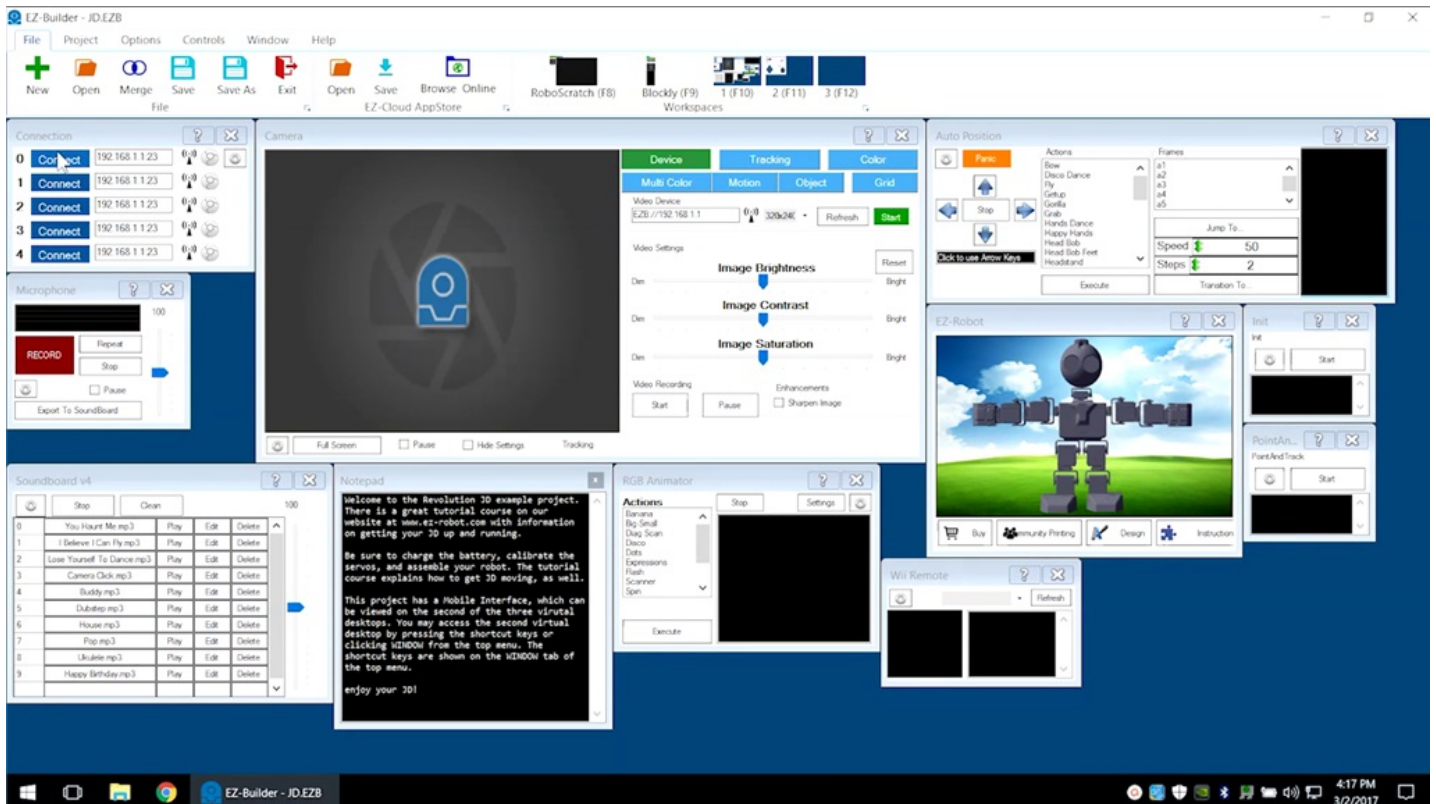 EZ-Builder - JD.EZB
File Project Options Controls Window Help
New Open Merge Save Save As Exit Open Save Browse Online RoboScratch (F8) Blockly (F9) 1 (F10) 2 (F11) 3 (F12)
File EZ-Cloud AppStore Workspaces
Connection
0 Connect 192.168.1.1:23
1 Connect 192.168.1.1:23
2 Connect 192.168.1.1:23
3 Connect 192.168.1.1:23
4 Connect 192.168.1.1:23
Microphone
100
RECORD
Repeat
Stop
Pause
Export To SoundBoard
Camera
Device Tracking Color
Multi Color Motion Object Grid
Video Device
EZB://192.168.1.1 320x240 Refresh Start
Video Settings
Reset
Image Brightness
Dim Bright
Image Contrast
Dim Bright
Image Saturation
Dim Bright
Video Recording Enhancements
Start Pause Sharpen Image
Full Screen Pause Hide Settings Tracking
Auto Position
Panic
Stop
Click to use Arrow Keys
Actions
Bow
Disco Dance
Fly
Getup
Gorilla
Grab
Hands Dance
Happy Hands
Head Bob
Head Bob Feet
Headstand
Execute
Frames
a1
a2
a3
a4
a5
Jump To...
Speed 50
Steps 2
Transition To...
EZ-Robot
Buy Community Printing Design Instruction
Init
Init
Start
PointAn...
PointAndTrack
Start
Soundboard v4
Stop Clean 100
0 You Haunt Me.mp3 Play Edit Delete
1 I Believe I Can Fly.mp3 Play Edit Delete
2 Lose Yourself To Dance.mp3 Play Edit Delete
3 Camera Click.mp3 Play Edit Delete
4 Buddy.mp3 Play Edit Delete
5 Dubstep.mp3 Play Edit Delete
6 House.mp3 Play Edit Delete
7 Pop.mp3 Play Edit Delete
8 Ukulele.mp3 Play Edit Delete
9 Happy Birthday.mp3 Play Edit Delete
Notepad
Welcome to the Revolution JD example project.
There is a great tutorial course on our
website at www.ez-robot.com with information
on getting your JD up and running.
Be sure to charge the battery, calibrate the
servos, and assemble your robot. The tutorial
course explains how to get JD moving, as well.
This project has a Mobile Interface, which can
be viewed on the second of the three virutal
desktops. You may access the second virtual
desktop by pressing the shortcut keys or
clicking WINDOW from the top menu. The
shortcut keys are shown on the WINDOW tab of
the top menu.
enjoy your JD!
RGB Animator
Actions Stop Settings
Banana
Big-Small
Diag Scan
Disco
Dots
Expressions
Flash
Scanner
Spin
Execute
Wii Remote
Refresh
EZ-Builder - JD.EZB
4:17 PM
3/2/2017